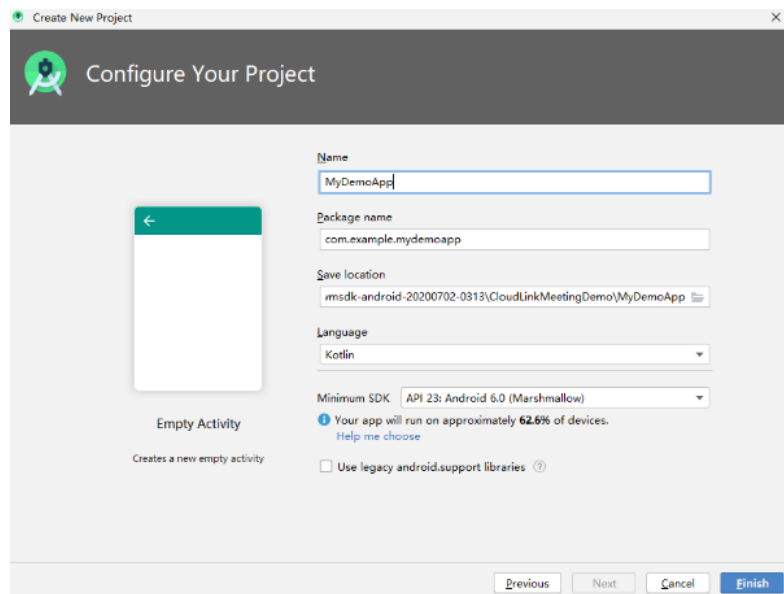 Create New Project
Configure Your Project
Name
MyDemoApp
Package name
com.example.mydemoapp
Save location
msdk-android-20200702-0313\CloudLinkMeetingDemo\MyDemoApp
Language
Kotlin
Minimum SDK API 23: Android 6.0 (Marshmallow)
Your app will run on approximately 62.6% of devices.
Help me choose
Empty Activity
Creates a new empty activity
Use legacy android.support libraries ?
Previous Next Cancel Finish